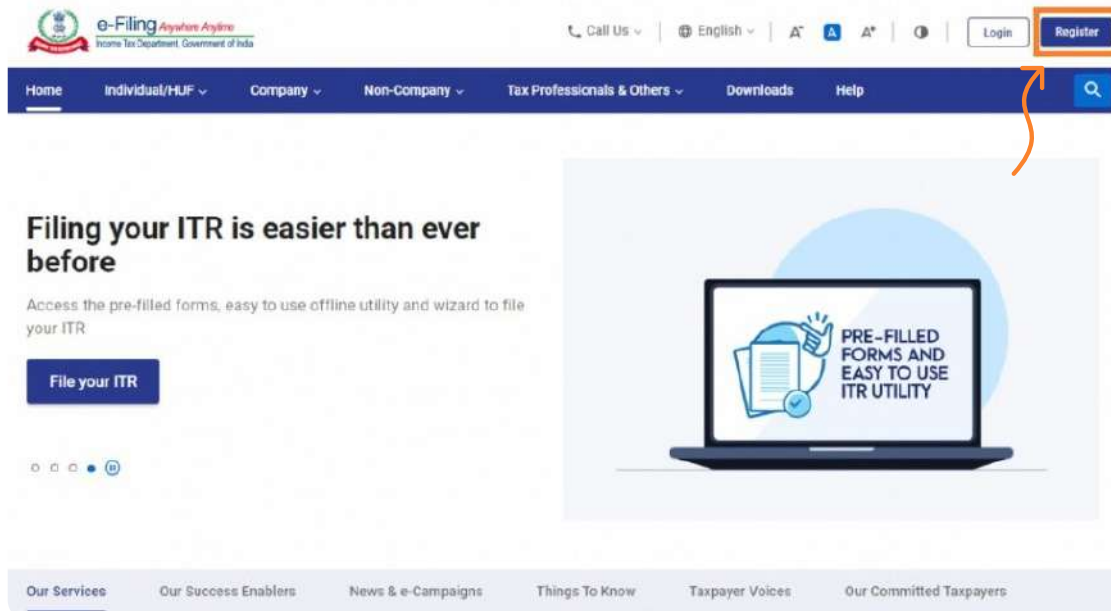 e-Filing Anywhere Anytime
Income Tax Department, Government of India
Call Us
English
A-
A
A+
Login
Register
Home
Individual/HUF
Company
Non-Company
Tax Professionals & Others
Downloads
Help
Filing your ITR is easier than ever
before
Access the pre-filled forms, easy to use offline utility and wizard to file
your ITR
File your ITR
PRE-FILLED
FORMS AND
EASY TO USE
ITR UTILITY
Our Services
Our Success Enablers
News & e-Campaigns
Things To Know
Taxpayer Voices
Our Committed Taxpayers